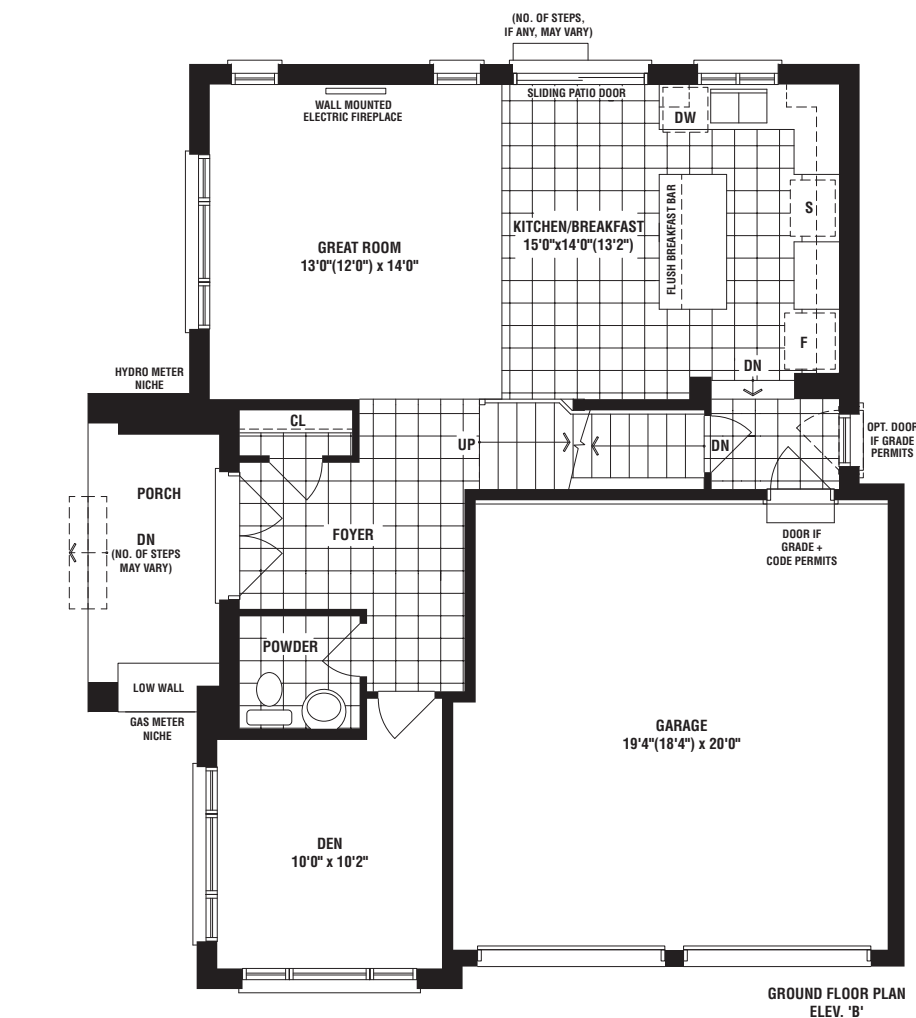 (NO. OF STEPS,
IF ANY, MAY VARY)
SLIDING PATIO DOOR
WALL MOUNTED
ELECTRIC FIREPLACE
DW
S
FLUSH BREAKFAST BAR
KITCHEN/BREAKFAST
15'0"x14'0"(13'2")
GREAT ROOM
13'0"(12'0") x 14'0"
F
DN
HYDRO METER
NICHE
CL
UP
DN
OPT. DOOR
IF GRADE
PERMITS
PORCH
DN
(NO. OF STEPS
MAY VARY)
FOYER
DOOR IF
GRADE +
CODE PERMITS
POWDER
LOW WALL
GAS METER
NICHE
GARAGE
19'4"(18'4") x 20'0"
DEN
10'0" x 10'2"
GROUND FLOOR PLAN
ELEV. 'B'